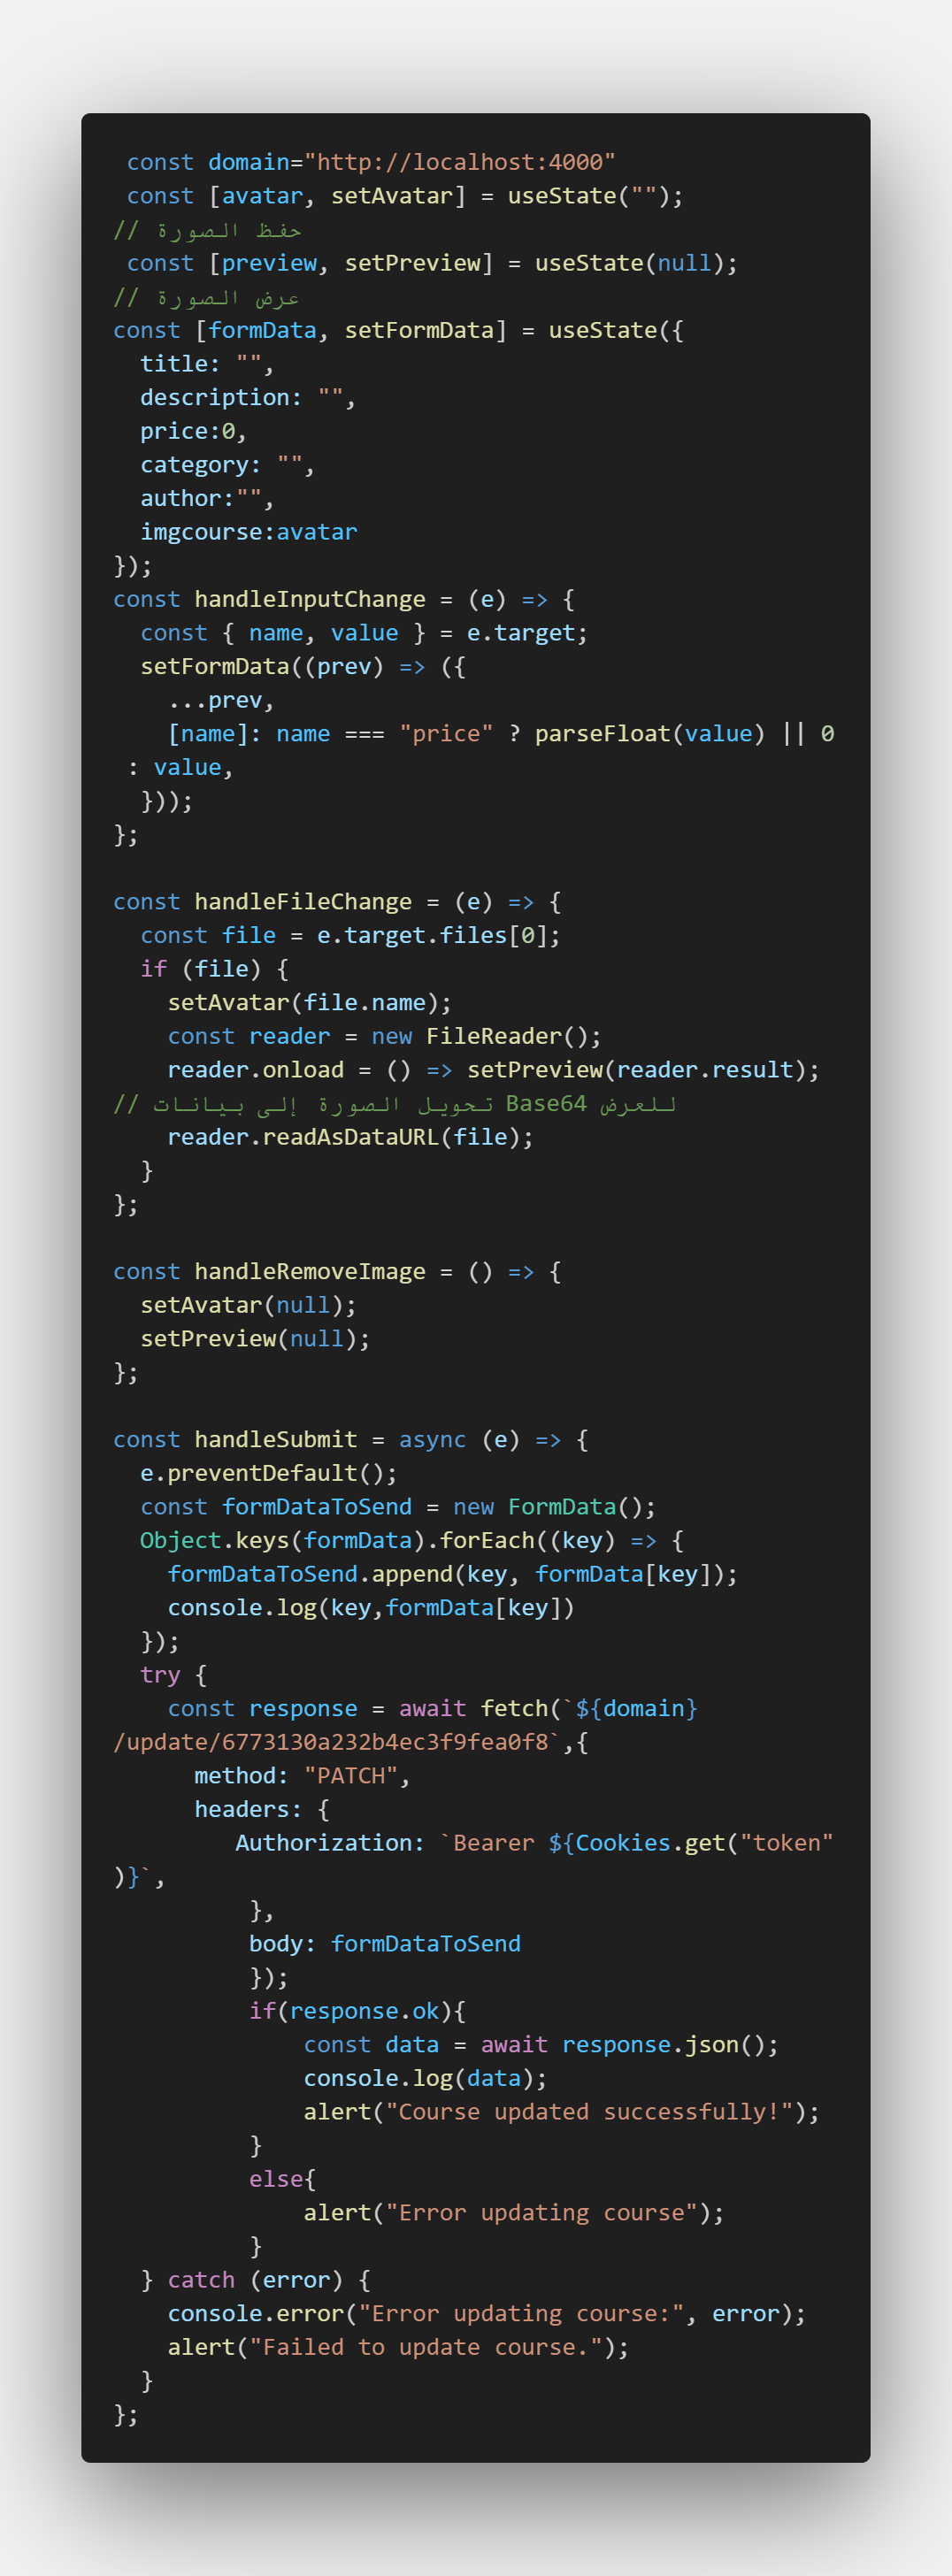 const domain="http://localhost:4000"
const [avatar, setAvatar] = useState("");
// حفظ الصورة
const [preview, setPreview] = useState(null);
// عرض الصورة
const [formData, setFormData] = useState({
  title: "",
  description: "",
  price:0,
  category: "",
  author:"",
  imgcourse:avatar
});
const handleInputChange = (e) => {
  const { name, value } = e.target;
  setFormData((prev) => ({
    ...prev,
    [name]: name === "price" ? parseFloat(value) || 0
 : value,
  }));
};

const handleFileChange = (e) => {
  const file = e.target.files[0];
  if (file) {
    setAvatar(file.name);
    const reader = new FileReader();
    reader.onload = () => setPreview(reader.result);
// تحويل الصورة إلى بيانات Base64 للعرض
    reader.readAsDataURL(file);
  }
};

const handleRemoveImage = () => {
  setAvatar(null);
  setPreview(null);
};

const handleSubmit = async (e) => {
  e.preventDefault();
  const formDataToSend = new FormData();
  Object.keys(formData).forEach((key) => {
    formDataToSend.append(key, formData[key]);
    console.log(key,formData[key])
  });
  try {
    const response = await fetch(`${domain}
/update/6773130a232b4ec3f9fea0f8`,{
      method: "PATCH",
      headers: {
         Authorization: `Bearer ${Cookies.get("token"
)}`,
          },
          body: formDataToSend
          });
          if(response.ok){
              const data = await response.json();
              console.log(data);
              alert("Course updated successfully!");
          }
          else{
              alert("Error updating course");
          }
  } catch (error) {
    console.error("Error updating course:", error);
    alert("Failed to update course.");
  }
};